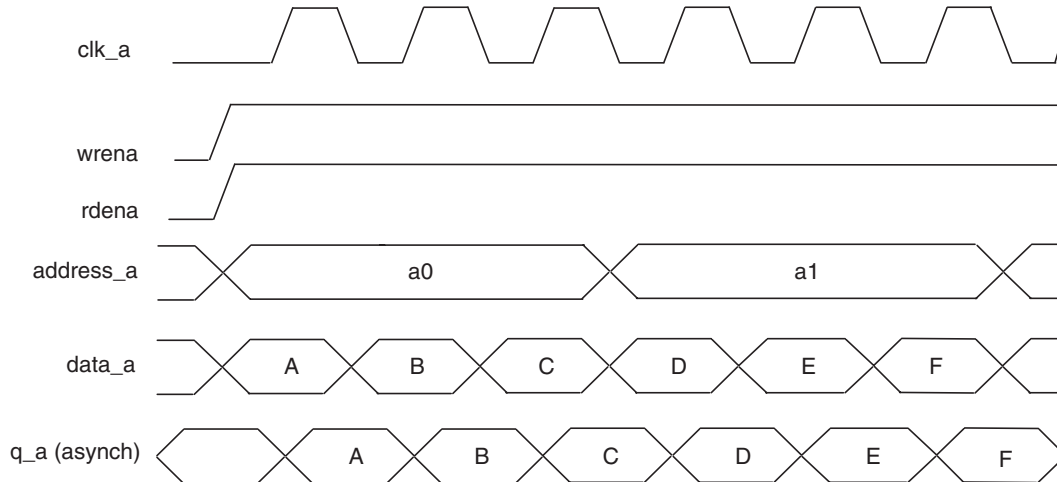 clk_a
wrena
rdena
address_a a0 a1
data_a A B C D E F
q_a (asynch) A B C D E F